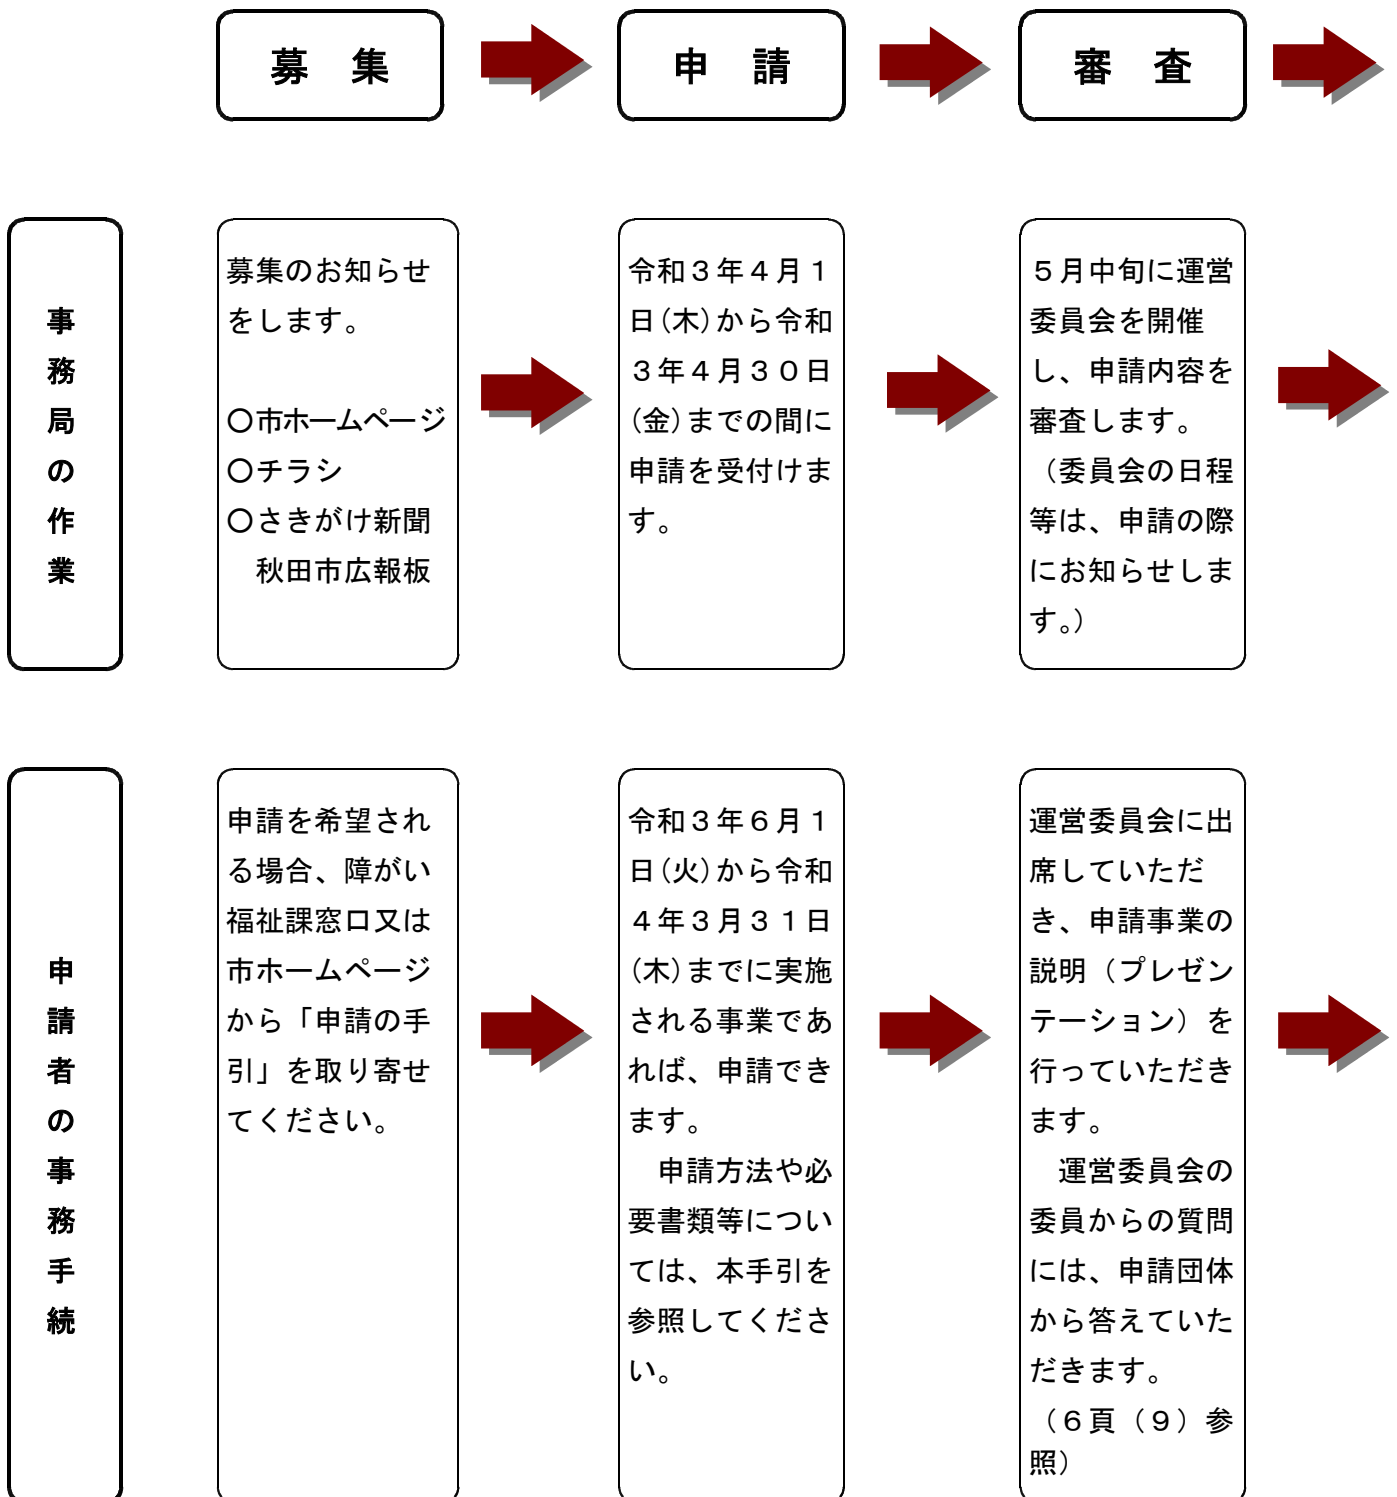 募　集
申　請
審　査
事務局の作業
募集のお知らせ
をします。
〇市ホームページ
〇チラシ
〇さきがけ新聞
　秋田市広報板
令和３年４月１
日(木)から令和
３年４月３０日
(金)までの間に
申請を受付けま
す。
５月中旬に運営
委員会を開催
し、申請内容を
審査します。
（委員会の日程
等は、申請の際
にお知らせしま
す。）
申請者の事務手続
申請を希望され
る場合、障がい
福祉課窓口又は
市ホームページ
から「申請の手
引」を取り寄せ
てください。
令和３年６月１
日(火)から令和
４年３月３１日
(木)までに実施
される事業であ
れば、申請でき
ます。
　申請方法や必
要書類等につい
ては、本手引を
参照してくださ
い。
運営委員会に出
席していただ
き、申請事業の
説明（プレゼン
テーション）を
行っていただき
ます。
　運営委員会の
委員からの質問
には、申請団体
から答えていた
だきます。
（６頁（９）参
照）